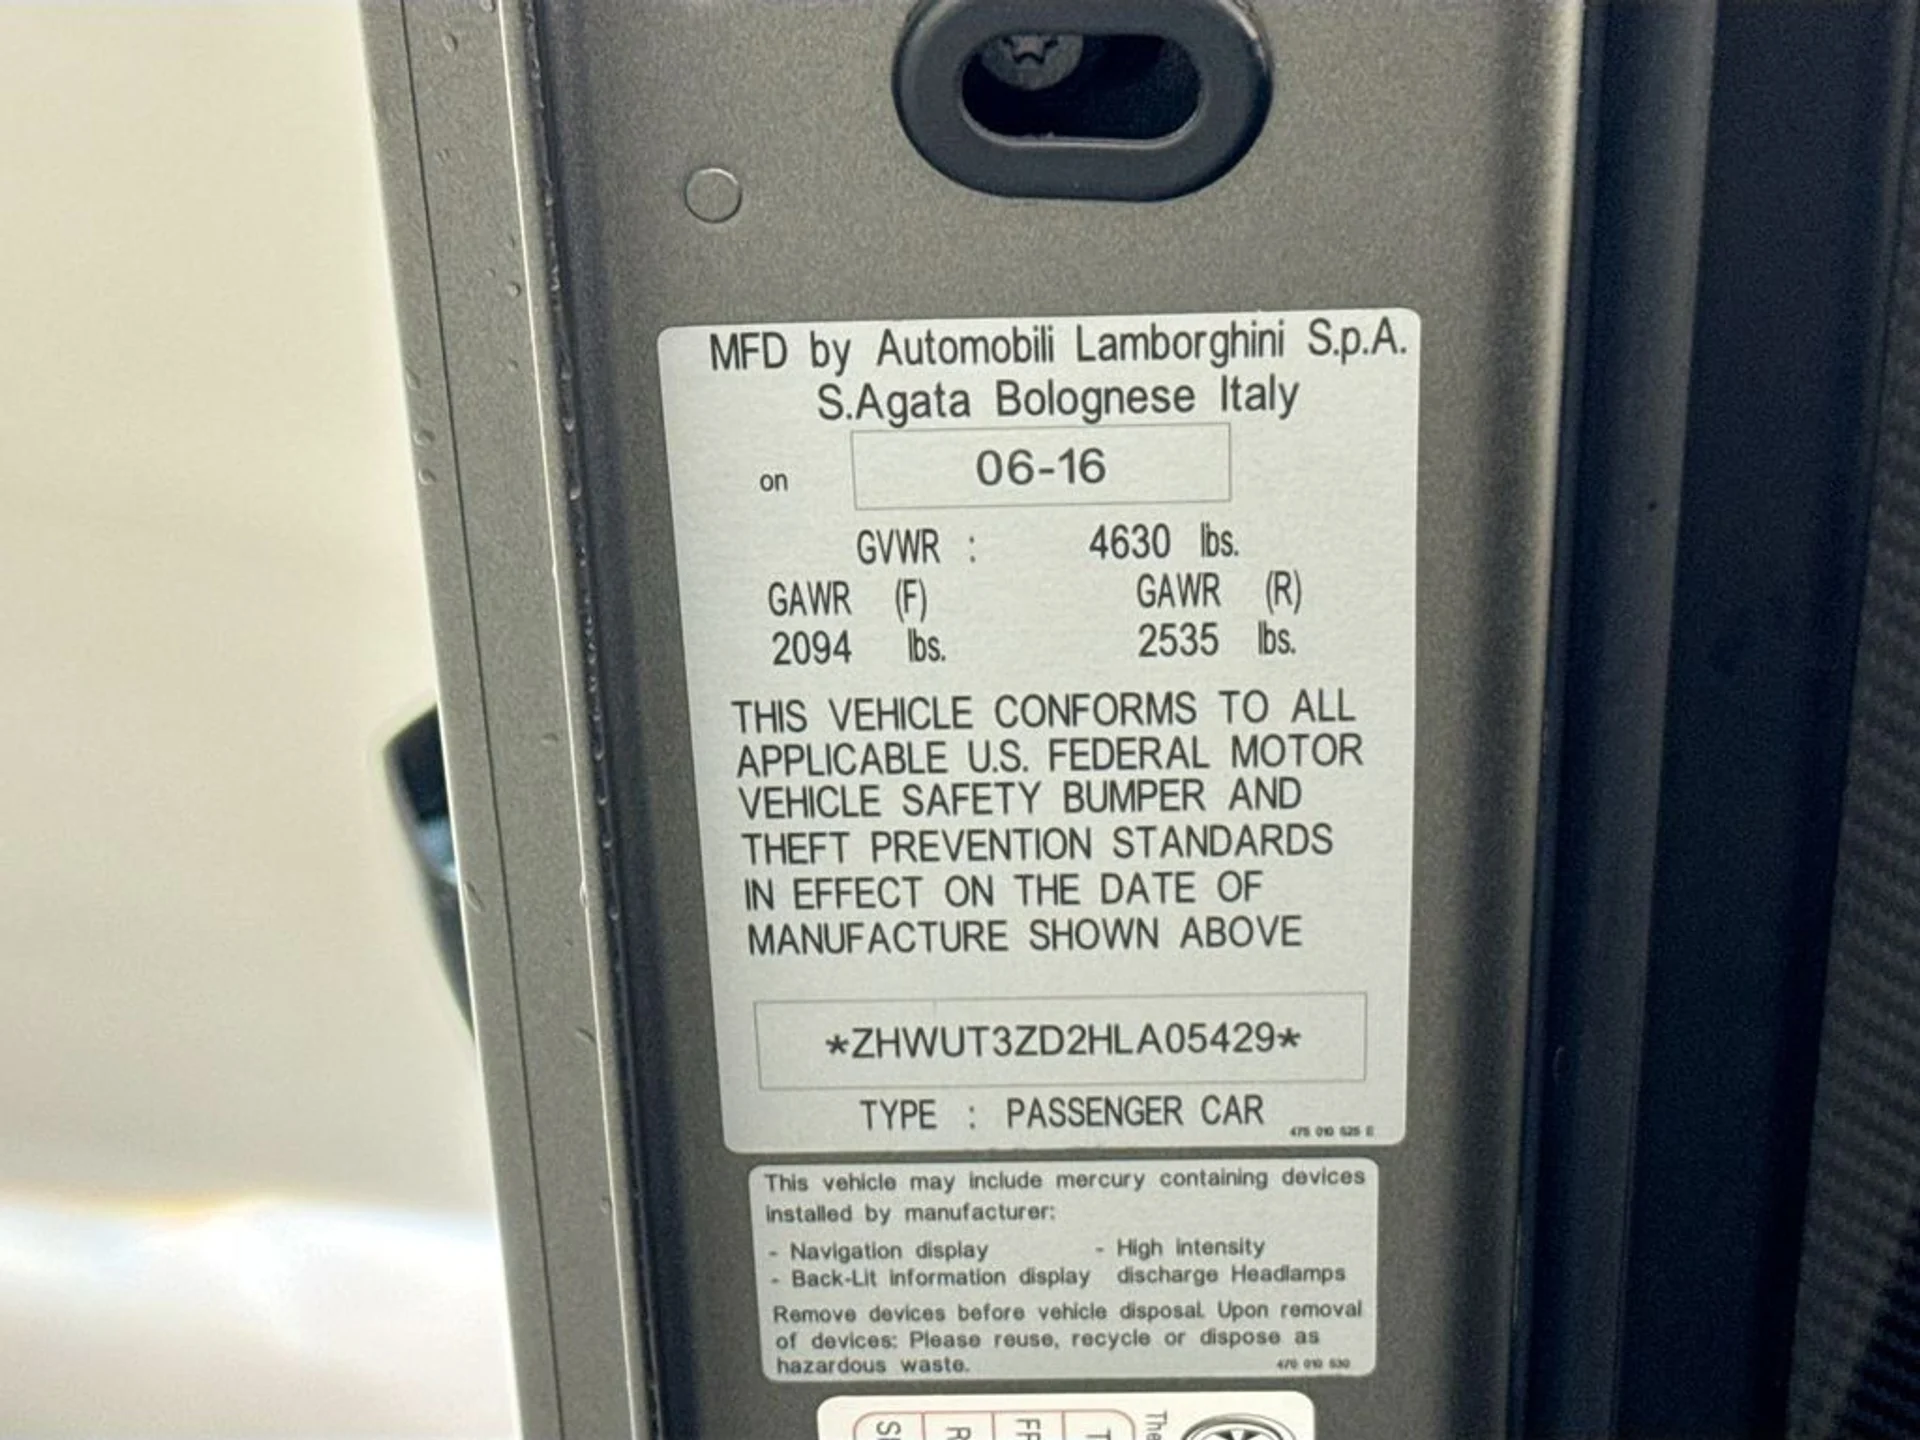 MFD by Automobili Lamborghini S.p.A.
S.Agata Bolognese Italy
on 06-16
GVWR : 4630 lbs.
GAWR (F) GAWR (R)
2094 lbs. 2535 lbs.
THIS VEHICLE CONFORMS TO ALL
APPLICABLE U.S. FEDERAL MOTOR
VEHICLE SAFETY BUMPER AND
THEFT PREVENTION STANDARDS
IN EFFECT ON THE DATE OF
MANUFACTURE SHOWN ABOVE
*ZHWUT3ZD2HLA05429*
TYPE : PASSENGER CAR
This vehicle may include mercury containing devices
installed by manufacturer:
- Navigation display - High intensity
- Back-Lit information display discharge Headlamps
Remove devices before vehicle disposal. Upon removal
of devices: Please reuse, recycle or dispose as
hazardous waste.